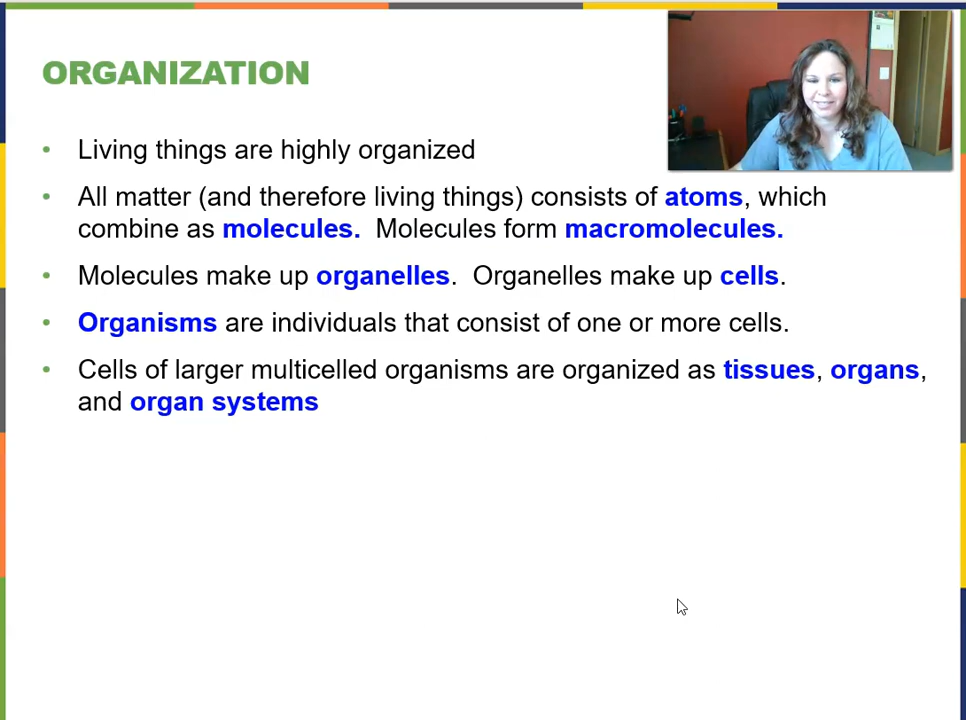 ORGANIZATION
• Living things are highly organized
• All matter (and therefore living things) consists of atoms, which
combine as molecules.  Molecules form macromolecules.
• Molecules make up organelles.  Organelles make up cells.
• Organisms are individuals that consist of one or more cells.
• Cells of larger multicelled organisms are organized as tissues, organs,
and organ systems